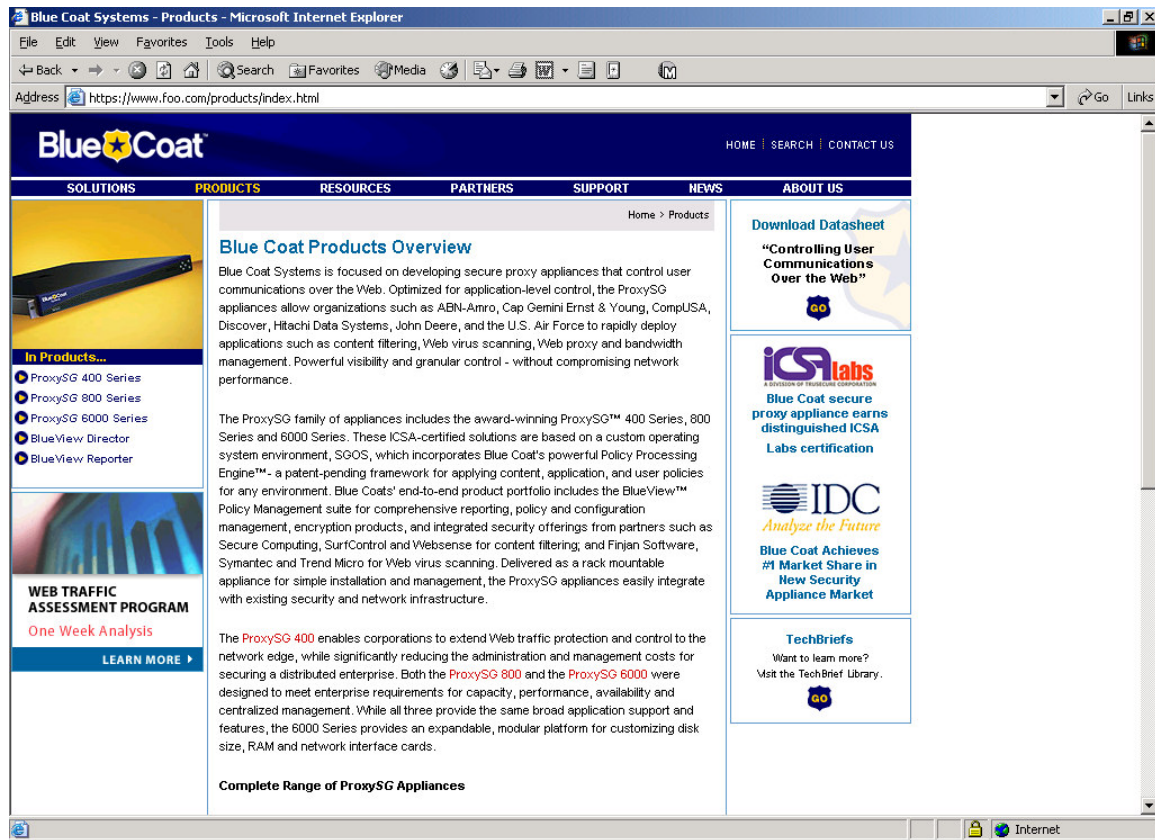 Blue Coat Systems - Products - Microsoft Internet Explorer
File Edit View Favorites Tools Help
Back Search Favorites Media
Address https://www.foo.com/products/index.html Go Links
BlueCoat™
HOME | SEARCH | CONTACT US
SOLUTIONS PRODUCTS RESOURCES PARTNERS SUPPORT NEWS ABOUT US
In Products...
ProxySG 400 Series
ProxySG 800 Series
ProxySG 6000 Series
BlueView Director
BlueView Reporter
WEB TRAFFIC
ASSESSMENT PROGRAM
One Week Analysis
LEARN MORE
Home > Products
Blue Coat Products Overview
Blue Coat Systems is focused on developing secure proxy appliances that control user
communications over the Web. Optimized for application-level control, the ProxySG
appliances allow organizations such as ABN-Amro, Cap Gemini Ernst & Young, CompUSA,
Discover, Hitachi Data Systems, John Deere, and the U.S. Air Force to rapidly deploy
applications such as content filtering, Web virus scanning, Web proxy and bandwidth
management. Powerful visibility and granular control - without compromising network
performance.
The ProxySG family of appliances includes the award-winning ProxySG™ 400 Series, 800
Series and 6000 Series. These ICSA-certified solutions are based on a custom operating
system environment, SGOS, which incorporates Blue Coat's powerful Policy Processing
Engine™- a patent-pending framework for applying content, application, and user policies
for any environment. Blue Coats' end-to-end product portfolio includes the BlueView™
Policy Management suite for comprehensive reporting, policy and configuration
management, encryption products, and integrated security offerings from partners such as
Secure Computing, SurfControl and Websense for content filtering; and Finjan Software,
Symantec and Trend Micro for Web virus scanning. Delivered as a rack mountable
appliance for simple installation and management, the ProxySG appliances easily integrate
with existing security and network infrastructure.
The ProxySG 400 enables corporations to extend Web traffic protection and control to the
network edge, while significantly reducing the administration and management costs for
securing a distributed enterprise. Both the ProxySG 800 and the ProxySG 6000 were
designed to meet enterprise requirements for capacity, performance, availability and
centralized management. While all three provide the same broad application support and
features, the 6000 Series provides an expandable, modular platform for customizing disk
size, RAM and network interface cards.
Complete Range of ProxySG Appliances
Download Datasheet
“Controlling User
Communications
Over the Web”
GO
ICSA labs
A DIVISION OF TRUSECURE CORPORATION
Blue Coat secure
proxy appliance earns
distinguished ICSA
Labs certification
IDC
Analyze the Future
Blue Coat Achieves
#1 Market Share in
New Security
Appliance Market
TechBriefs
Want to learn more?
Visit the TechBrief Library.
GO
Internet